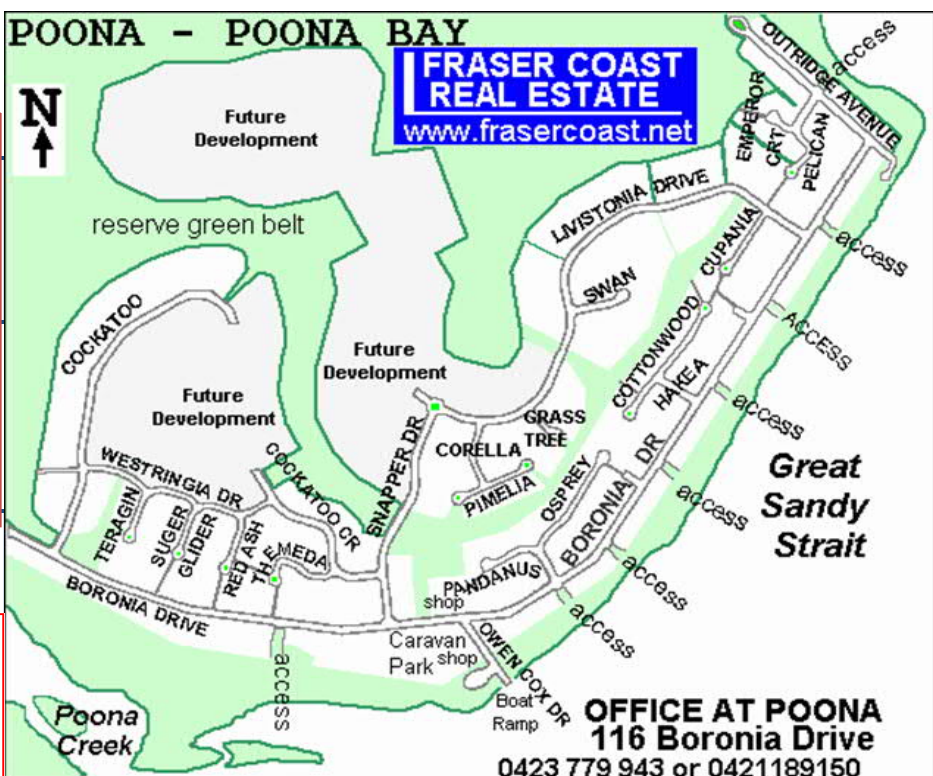 POONA - POONA BAY
FRASER COAST
REAL ESTATE
www.frasercoast.net
N
access
OUTRIDGE AVENUE
EMPEROR
CRT
PELICAN
Future
Development
reserve green belt
LIVISTONIA DRIVE
access
CUPANIA
SWAN
COCKATOO
COTTONWOOD
ACCESS
Future
Development
HAKEA
access
Future
Development
GRASS
TREE
CORELLA
SNAPPER DR
PIMELIA
OSPREY
BORONIA DR
Great
Sandy
Strait
access
WESTRINGIA DR
COCKATOO CR
TERAGIN
SUGER
GLIDER
RED ASH
THEMEDA
PANDANUS
access
BORONIA DRIVE
shop
access
Caravan
Park
shop
OWEN COX DR
access
Boat
Ramp
Poona
Creek
OFFICE AT POONA
116 Boronia Drive
0423 779 943 or 0421189150